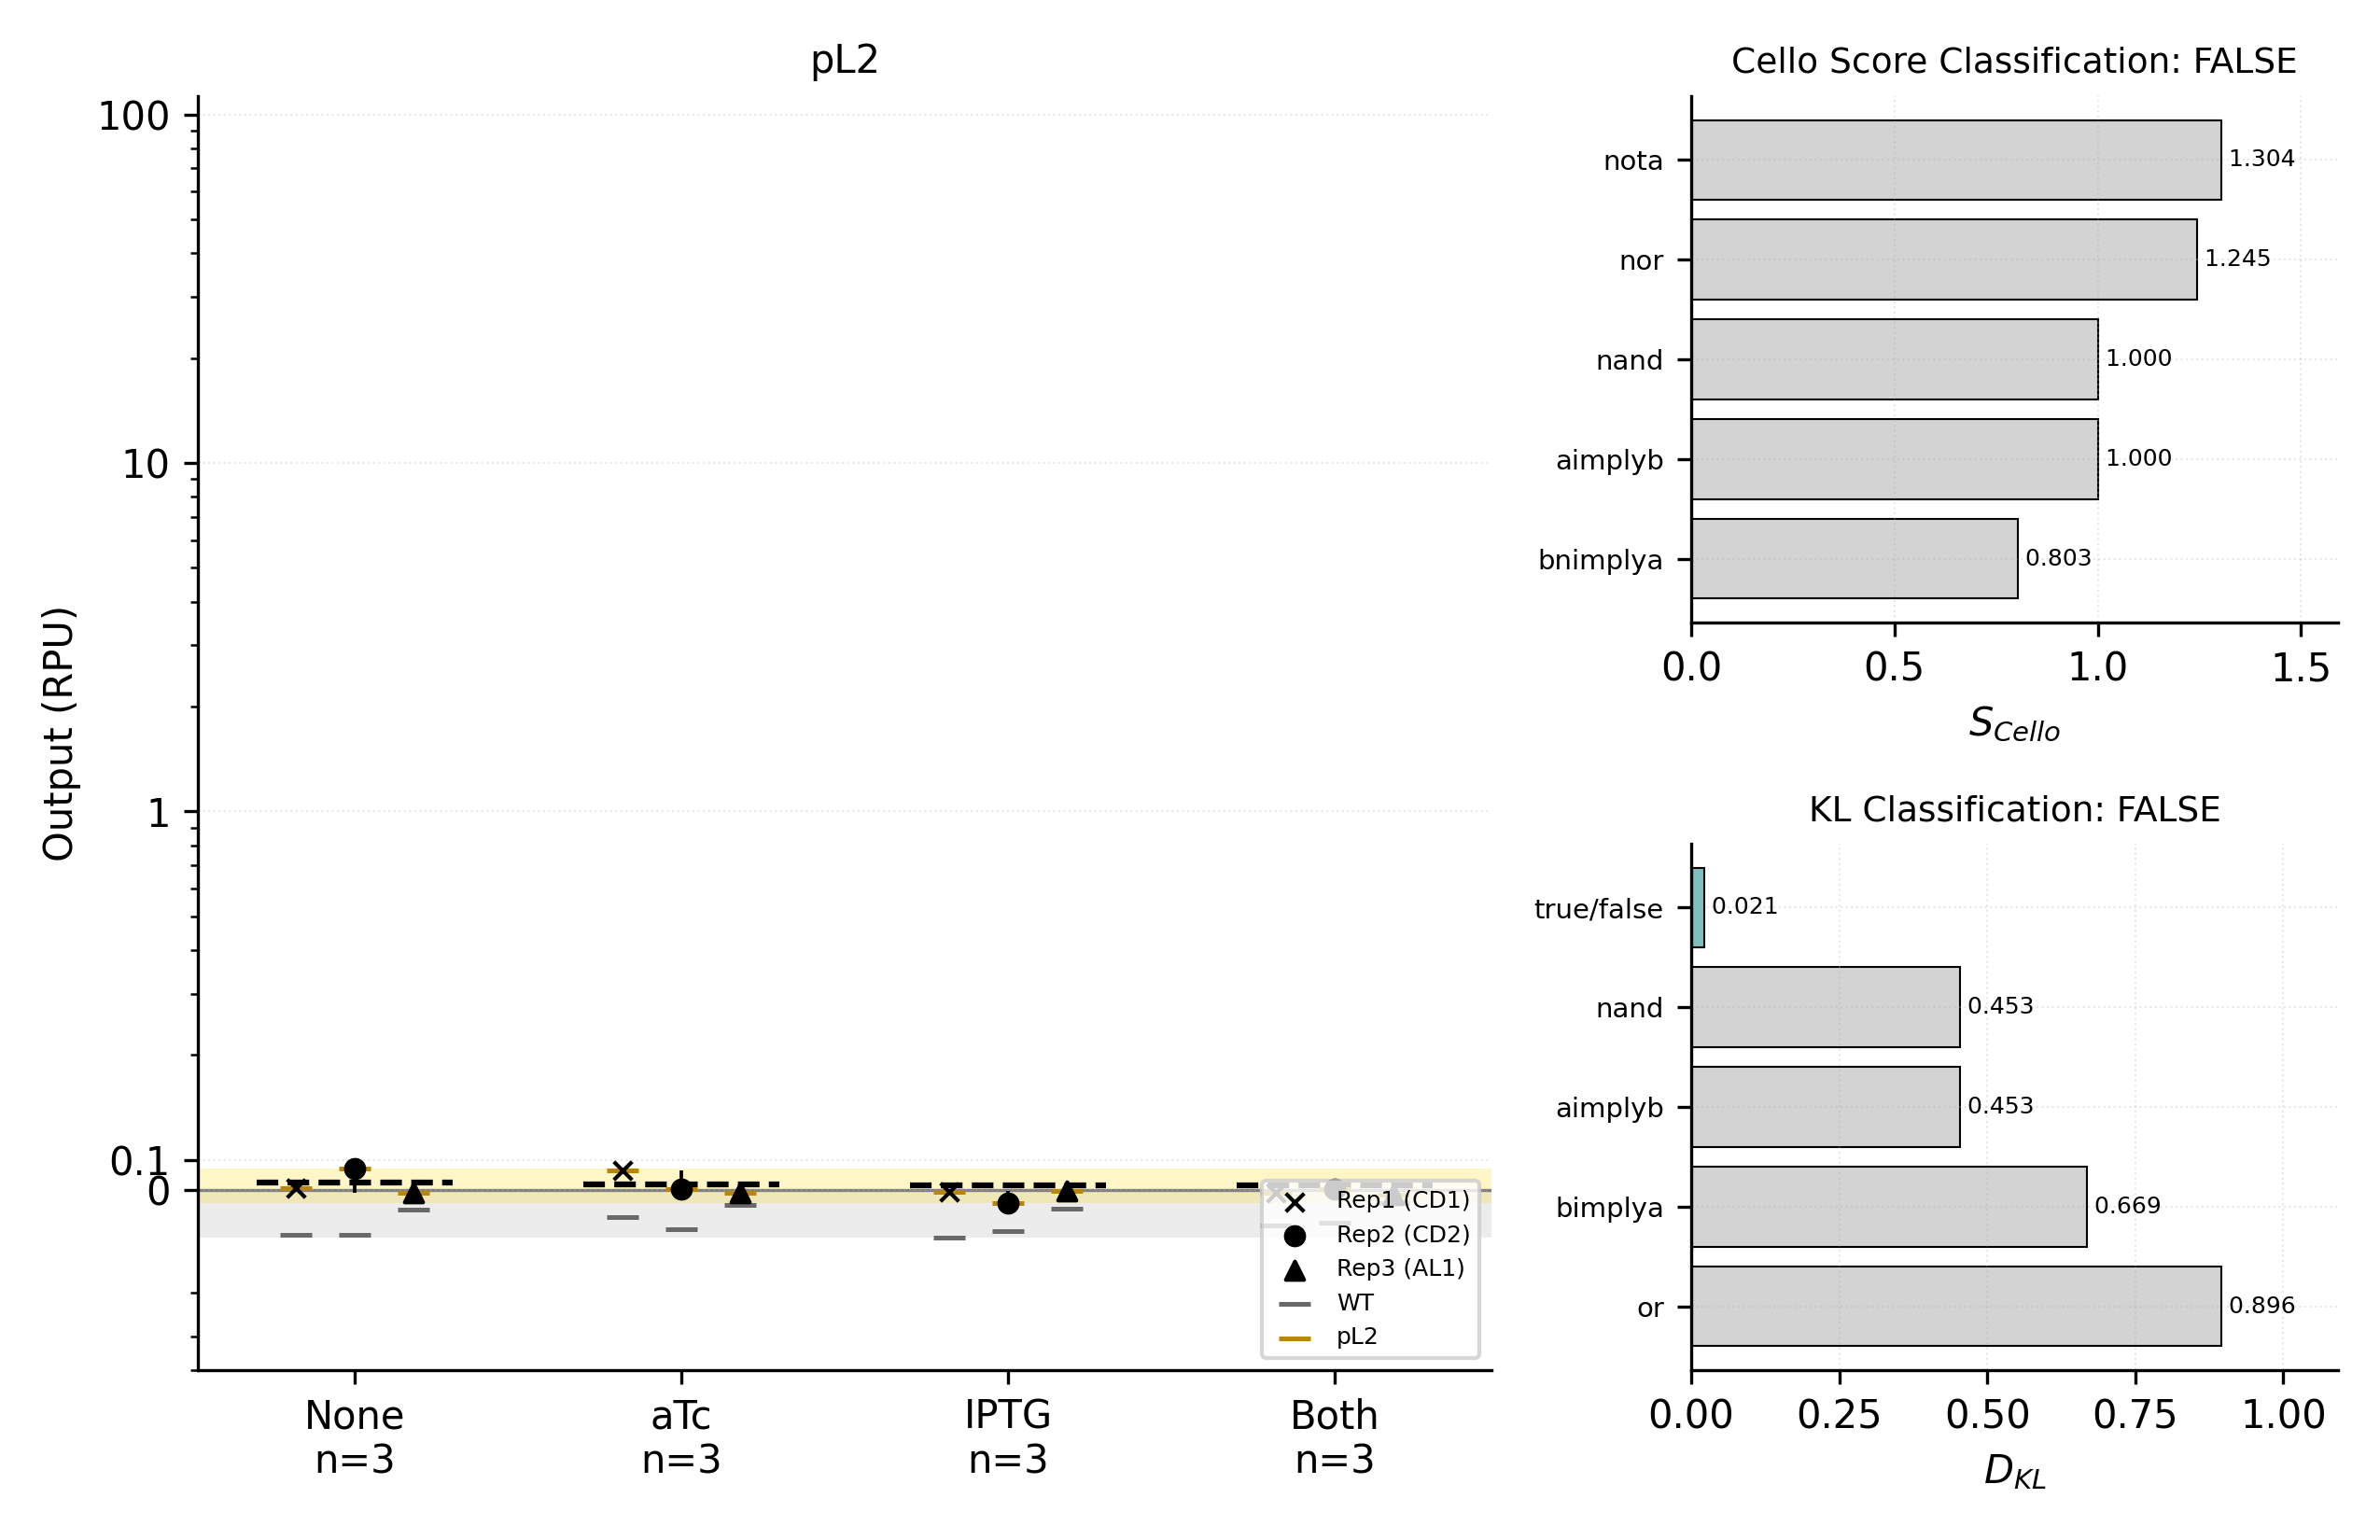 pL2
Output (RPU)
100
10
1
0.1
0
None
n=3
aTc
n=3
IPTG
n=3
Both
n=3
Rep1 (CD1)
Rep2 (CD2)
Rep3 (AL1)
WT
pL2
Cello Score Classification: FALSE
nota
1.304
nor
1.245
nand
1.000
aimplyb
1.000
bnimplya
0.803
0.0 0.5 1.0 1.5
S_Cello
KL Classification: FALSE
true/false
0.021
nand
0.453
aimplyb
0.453
bimplya
0.669
or
0.896
0.00 0.25 0.50 0.75 1.00
D_KL